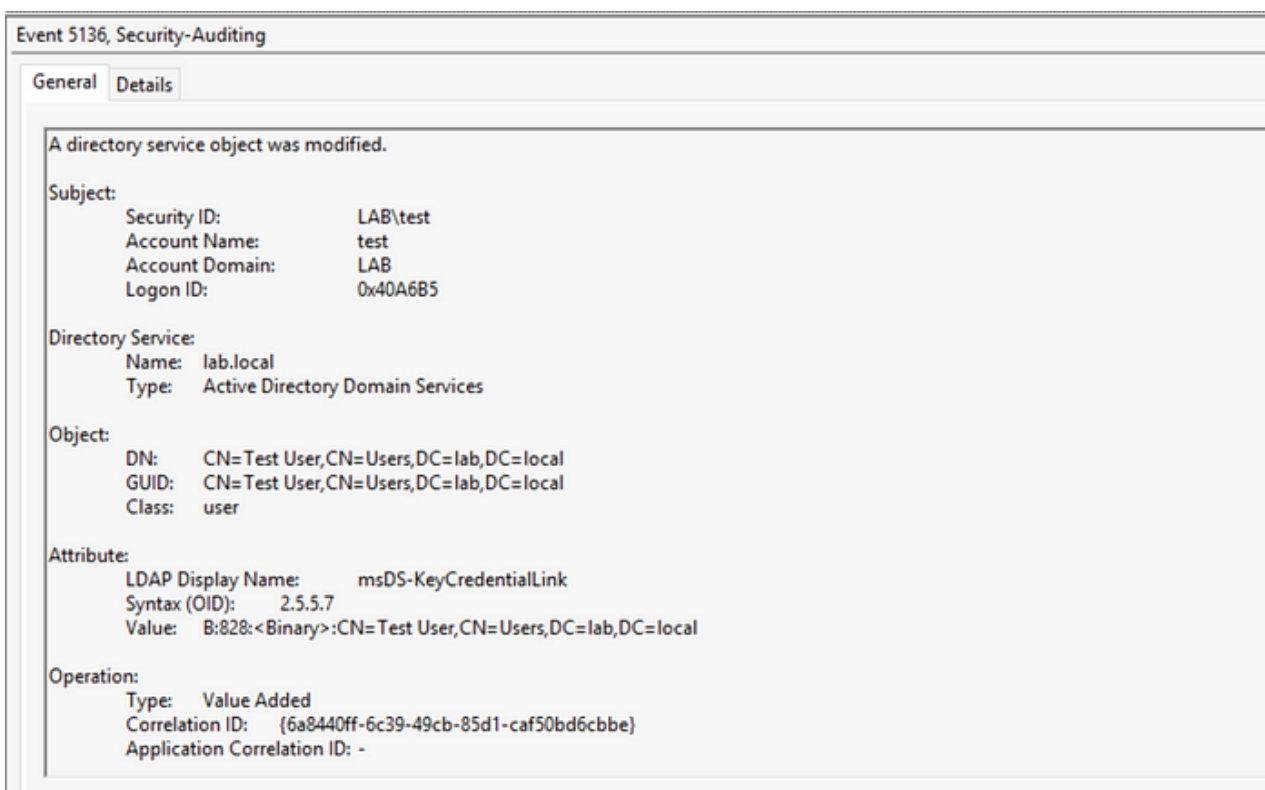 Event 5136, Security-Auditing
General Details
A directory service object was modified.
Subject:
Security ID: LAB\test
Account Name: test
Account Domain: LAB
Logon ID: 0x40A6B5
Directory Service:
Name: lab.local
Type: Active Directory Domain Services
Object:
DN: CN=Test User,CN=Users,DC=lab,DC=local
GUID: CN=Test User,CN=Users,DC=lab,DC=local
Class: user
Attribute:
LDAP Display Name: msDS-KeyCredentialLink
Syntax (OID): 2.5.5.7
Value: B:828:<Binary>:CN=Test User,CN=Users,DC=lab,DC=local
Operation:
Type: Value Added
Correlation ID: {6a8440ff-6c39-49cb-85d1-caf50bd6cbbe}
Application Correlation ID: -